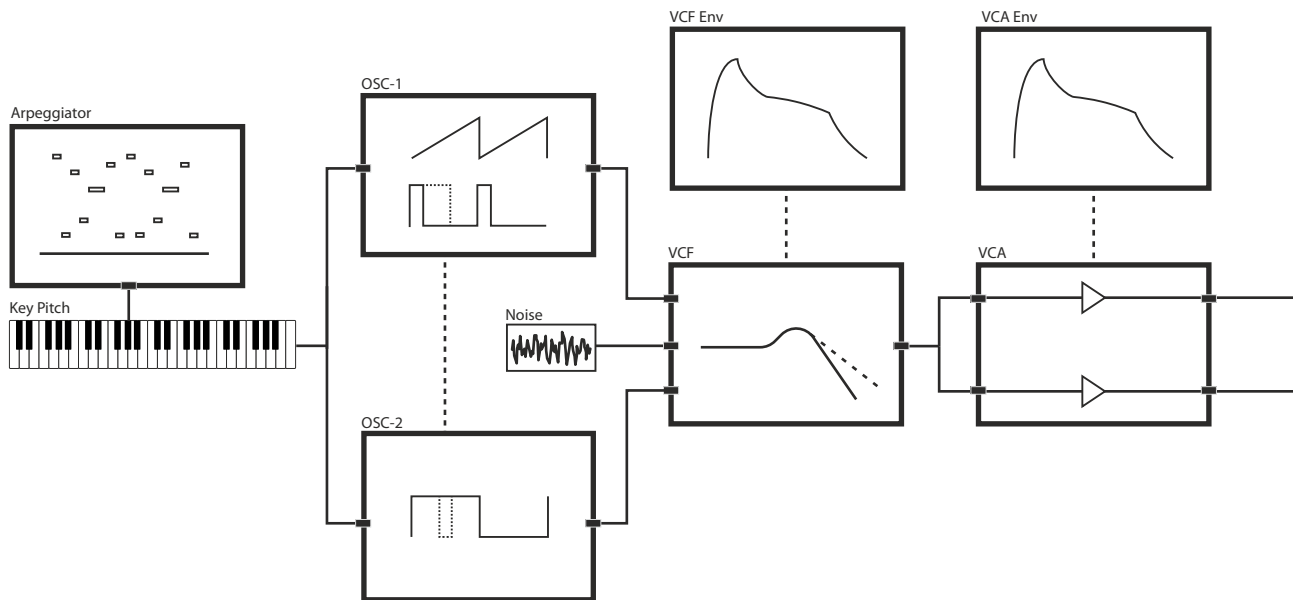 VCF Env
VCA Env
OSC-1
Arpeggiator
VCF
VCA
Key Pitch
Noise
OSC-2